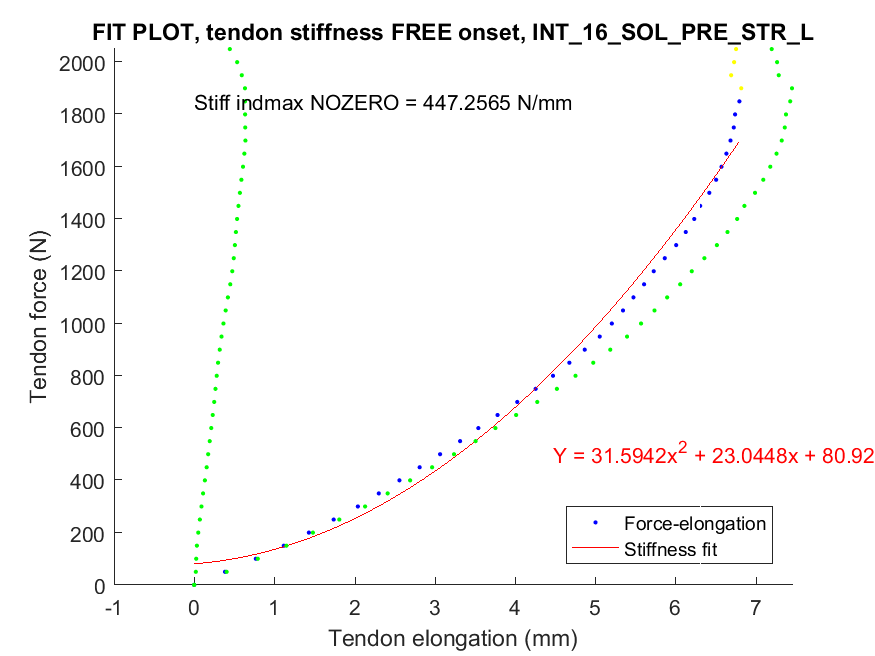 FIT PLOT, tendon stiffness FREE onset, INT_16_SOL_PRE_STR_L
Stiff indmax NOZERO = 447.2565 N/mm
Tendon force (N)
2000
1800
1600
1400
1200
1000
800
600
400
200
0
Y = 31.5942x² + 23.0448x + 80.92
Force-elongation
Stiffness fit
-1 0 1 2 3 4 5 6 7
Tendon elongation (mm)